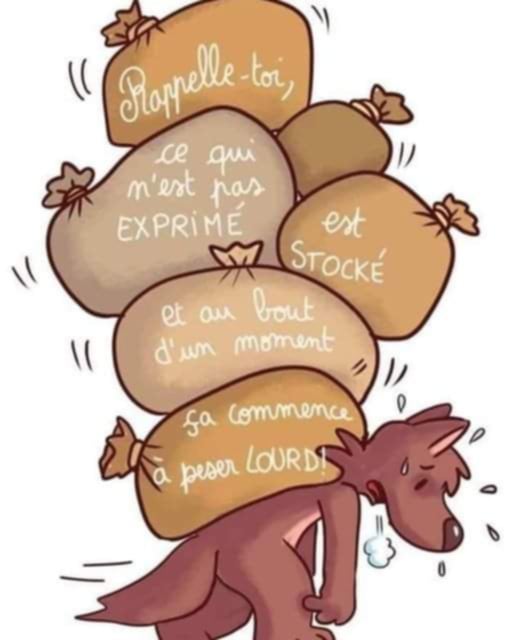 Rappelle-toi,
ce qui
n'est pas
EXPRIMÉ
est
STOCKÉ
et au bout
d'un moment
ça commence
à peser LOURD!